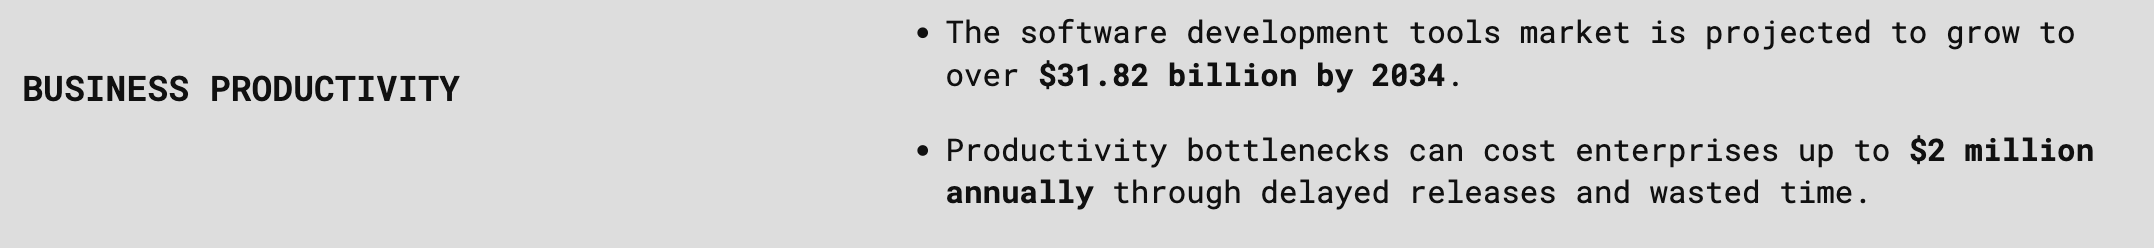 BUSINESS PRODUCTIVITY
• The software development tools market is projected to grow to
over $31.82 billion by 2034.
• Productivity bottlenecks can cost enterprises up to $2 million
annually through delayed releases and wasted time.